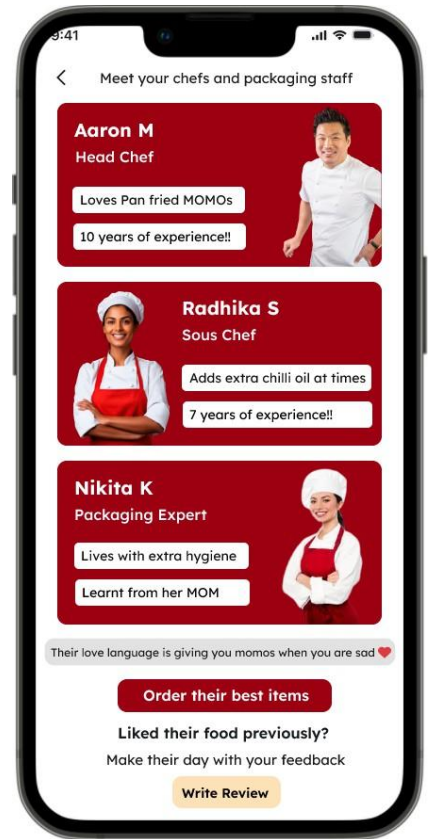 9:41
Meet your chefs and packaging staff
Aaron M
Head Chef
Loves Pan fried MOMOs
10 years of experience!!
Radhika S
Sous Chef
Adds extra chilli oil at times
7 years of experience!!
Nikita K
Packaging Expert
Lives with extra hygiene
Learnt from her MOM
Their love language is giving you momos when you are sad ❤️
Order their best items
Liked their food previously?
Make their day with your feedback
Write Review